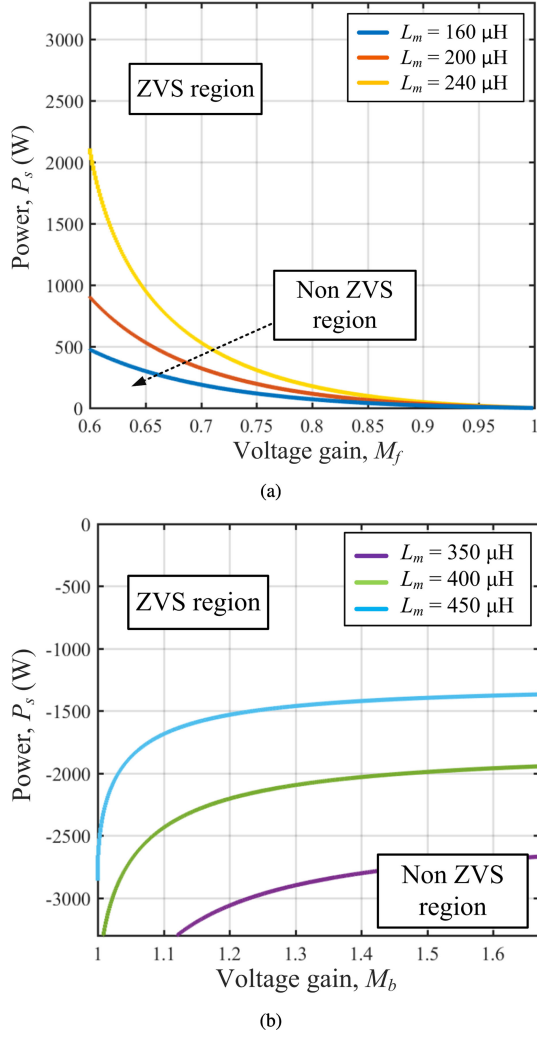 3000
2500
2000
1500
1000
500
0
Power, Pₛ (W)
Lₘ = 160 μH
Lₘ = 200 μH
Lₘ = 240 μH
ZVS region
Non ZVS
region
0.6 0.65 0.7 0.75 0.8 0.85 0.9 0.95 1
Voltage gain, M_f
(a)
0
-500
-1000
-1500
-2000
-2500
-3000
Power, Pₛ (W)
Lₘ = 350 μH
Lₘ = 400 μH
Lₘ = 450 μH
ZVS region
Non ZVS
region
1 1.1 1.2 1.3 1.4 1.5 1.6
Voltage gain, M_b
(b)